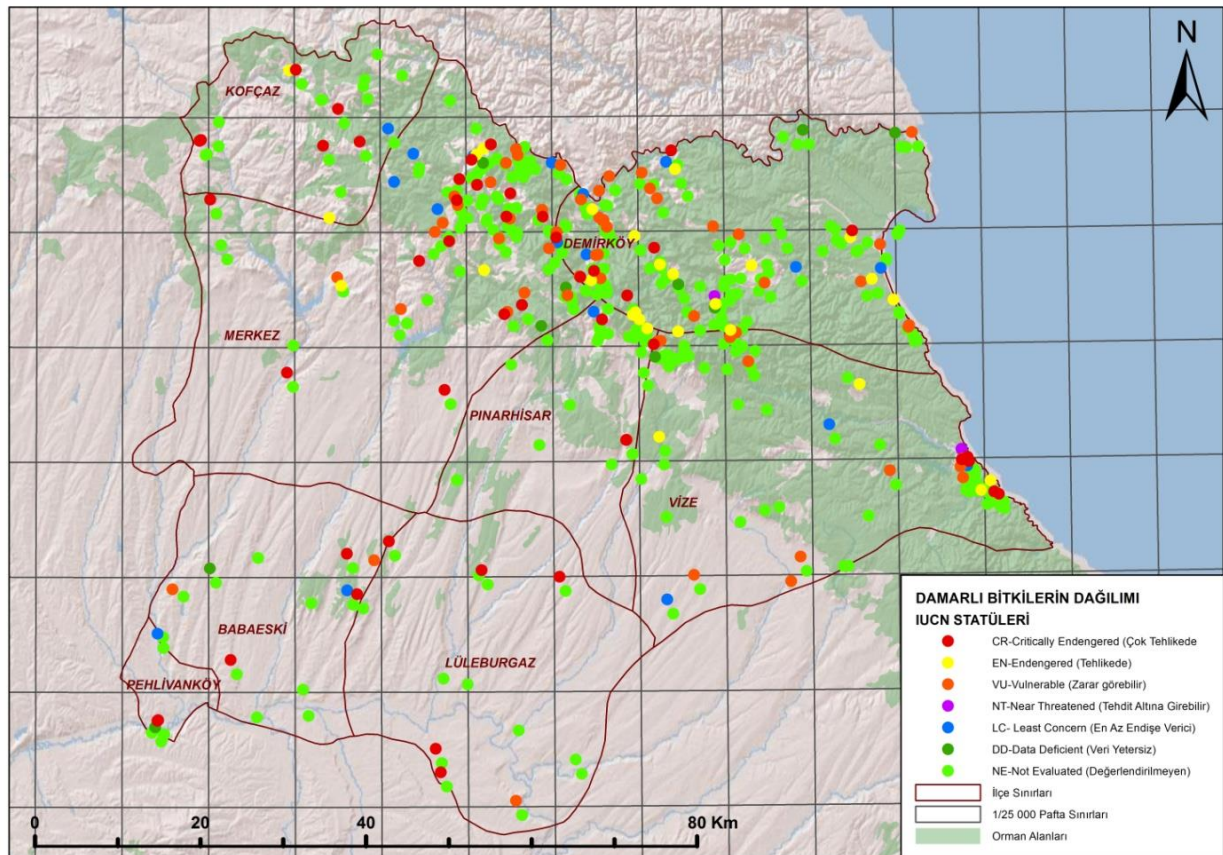 N
KOFÇAZ
DEMİRKÖY
MERKEZ
PINARHİSAR
VİZE
BABAESKİ
LÜLEBURGAZ
PEHLİVANKÖY
0 20 40 80 Km
DAMARLI BİTKİLERİN DAĞILIMI
IUCN STATÜLERİ
CR-Critically Endangered (Çok Tehlikede
EN-Endengered (Tehlikede)
VU-Vulnerable (Zarar görebilir)
NT-Near Threatened (Tehdit Altına Girebilir)
LC- Least Concern (En Az Endişe Verici)
DD-Data Deficient (Veri Yetersiz)
NE-Not Evaluated (Değerlendirilmeyen)
İlçe Sınırları
1/25 000 Pafta Sınırları
Orman Alanları